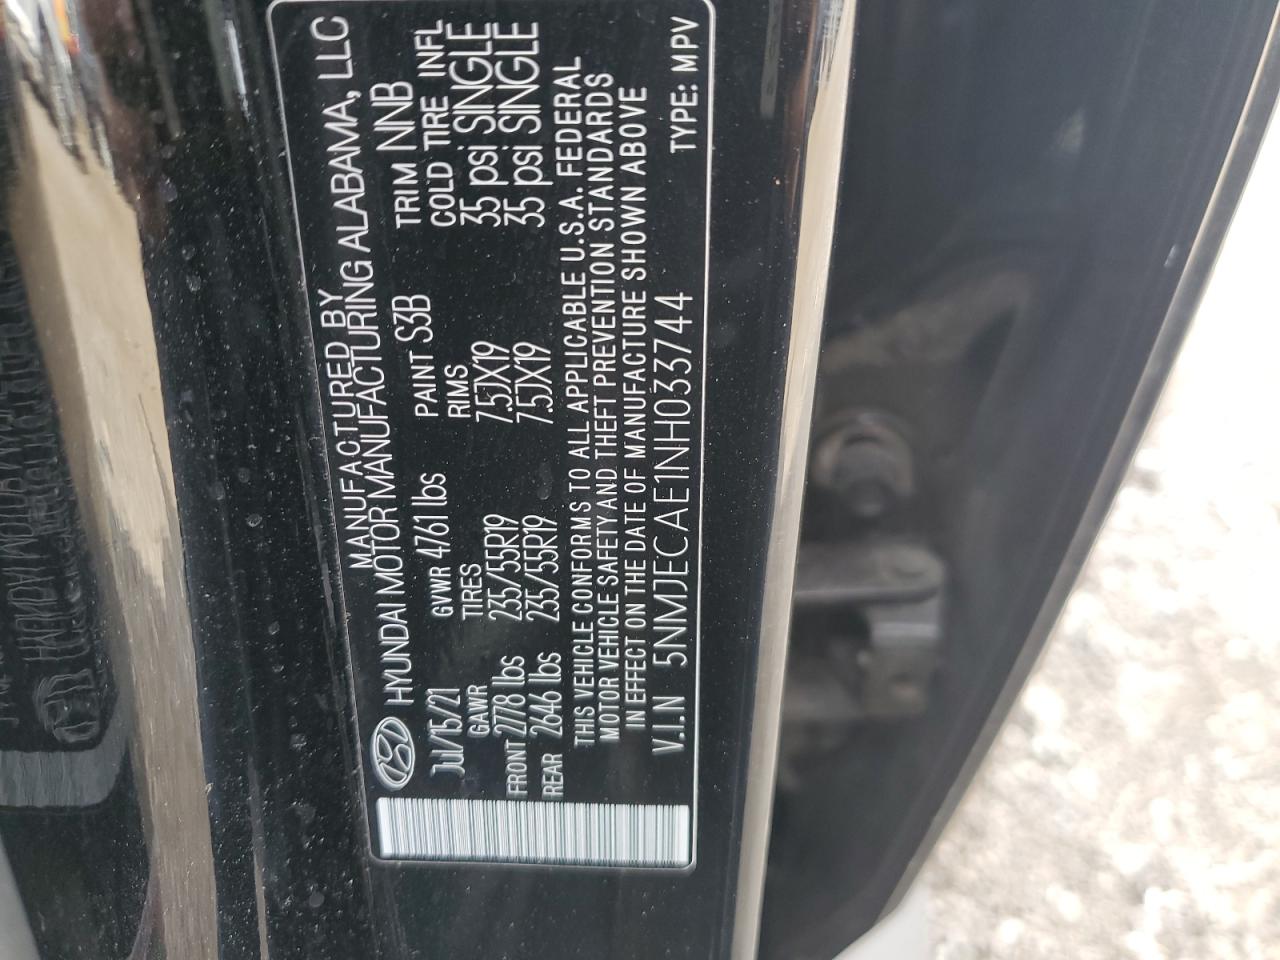 MANUFACTURED BY
HYUNDAI MOTOR MANUFACTURING ALABAMA, LLC
Jul/15/21 GVWR 4761 lbs PAINT S3B TRIM NNB
GAWR TIRES RIMS COLD TIRE INFL
FRONT 2778 lbs 235/55R19 7.5JX19 35 psi SINGLE
REAR 2646 lbs 235/55R19 7.5JX19 35 psi SINGLE
THIS VEHICLE CONFORMS TO ALL APPLICABLE U.S.A. FEDERAL
MOTOR VEHICLE SAFETY AND THEFT PREVENTION STANDARDS
IN EFFECT ON THE DATE OF MANUFACTURE SHOWN ABOVE
V.I.N 5NMJECAE1NH033744 TYPE: MPV